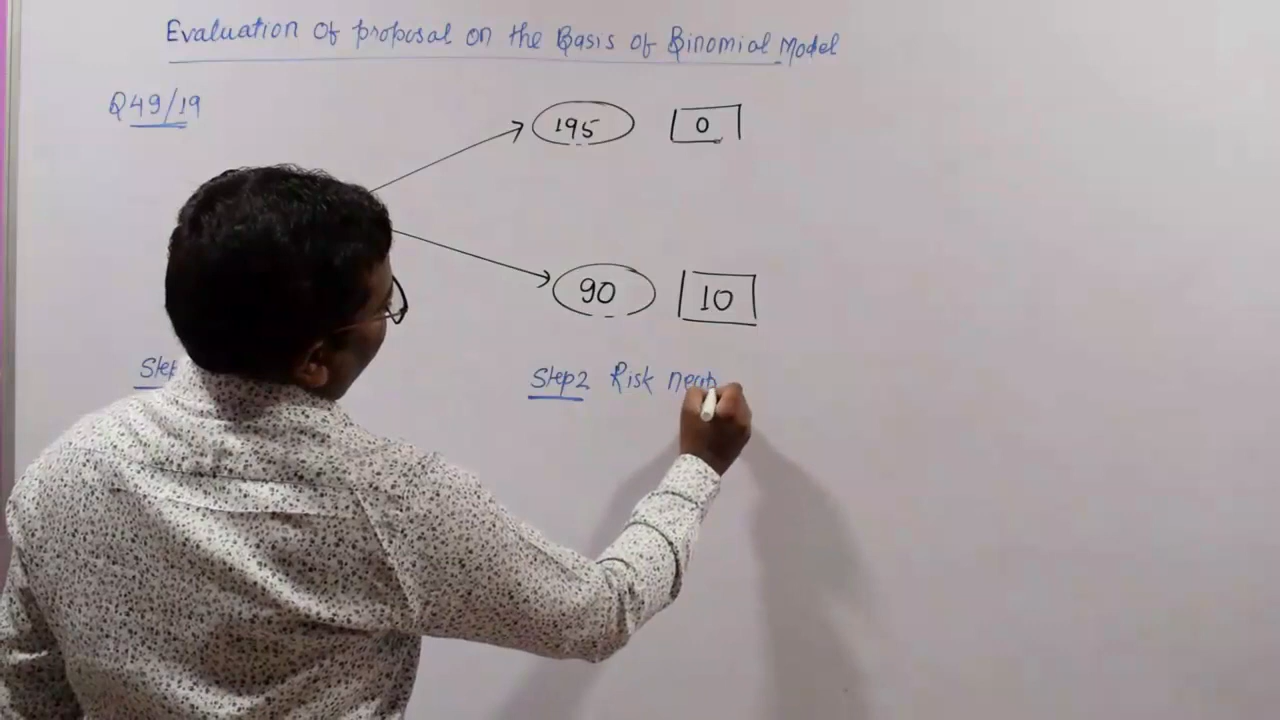 Evaluation of proposal on the Basis of Binomial Model
Q49/19
195 0
90 10
Step2 Risk